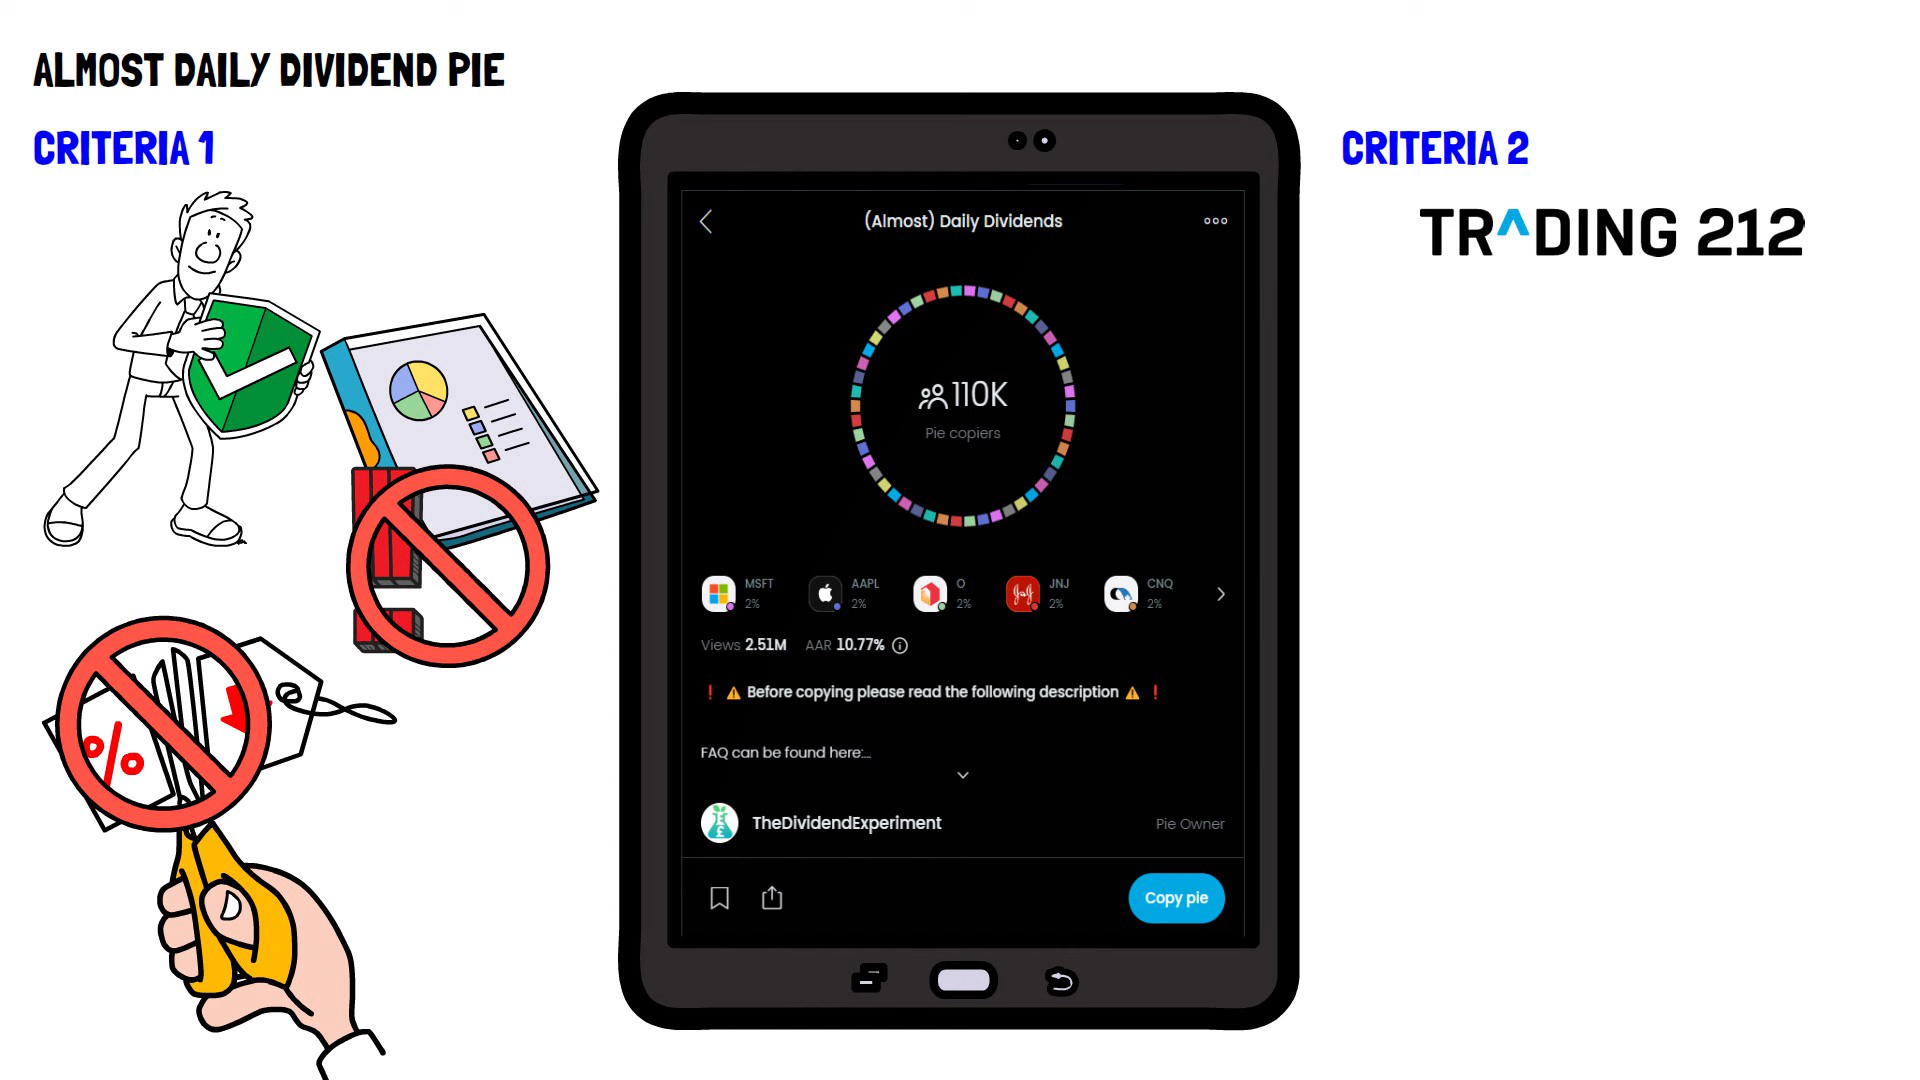 ALMOST DAILY DIVIDEND PIE
CRITERIA 1
%
(Almost) Daily Dividends
110K
Pie copiers
MSFT
2%
AAPL
2%
O
2%
JNJ
2%
CNQ
2%
Views 2.51M AAR 10.77%
❗ ⚠ Before copying please read the following description ⚠ ❗
FAQ can be found here:...
TheDividendExperiment
Pie Owner
Copy pie
CRITERIA 2
TR^DING 212